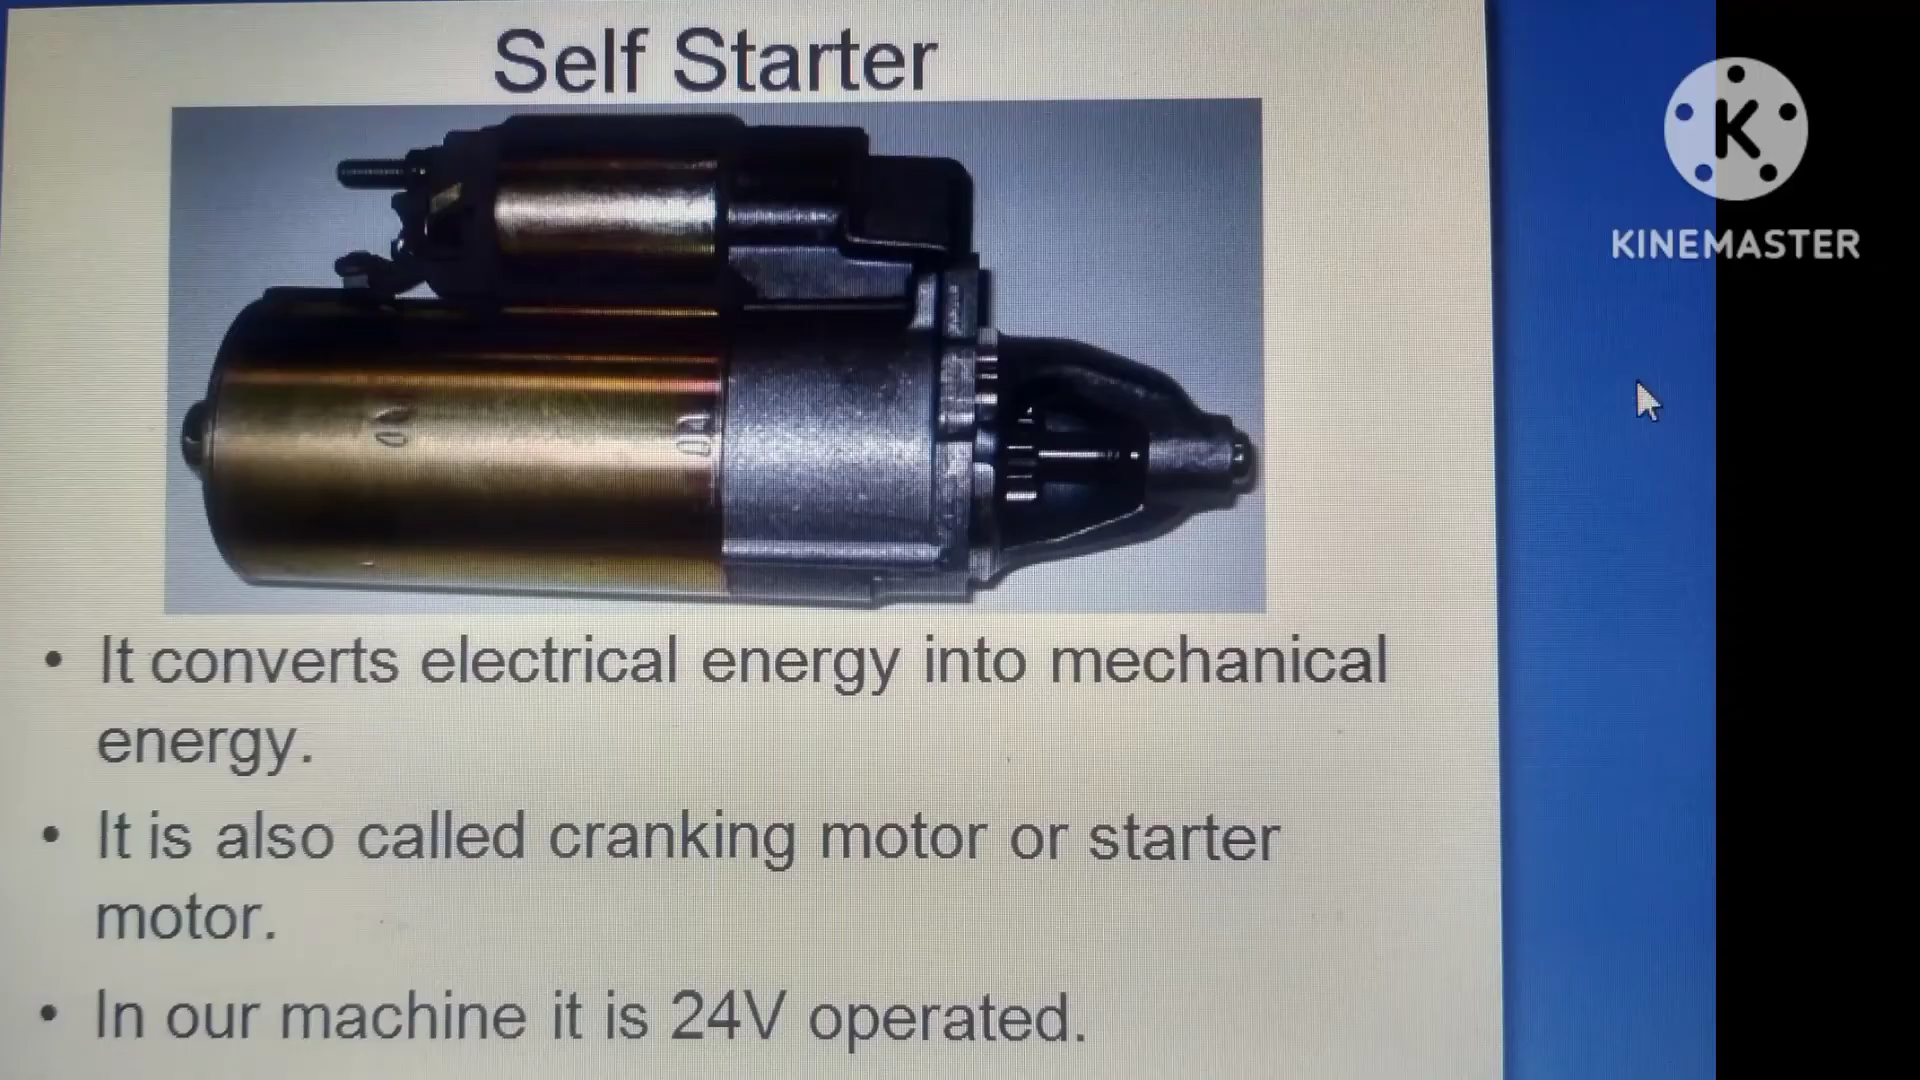 Self Starter
K
KINEMASTER
• It converts electrical energy into mechanical
energy.
• It is also called cranking motor or starter
motor.
• In our machine it is 24V operated.